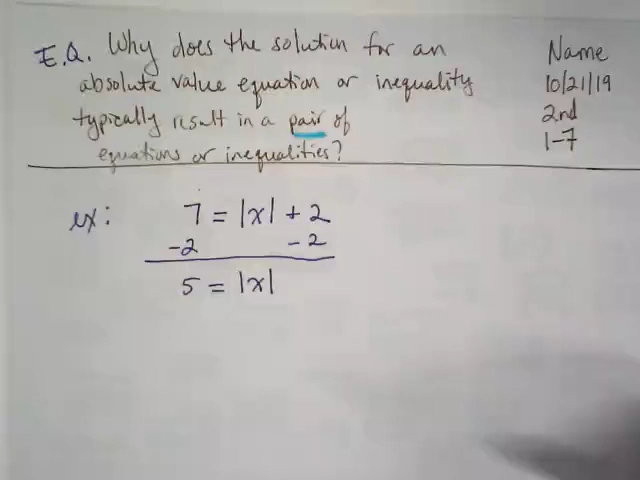 E.Q. Why does the solution for an
absolute value equation or inequality
typically result in a pair of
equations or inequalities?
Name
10/21/19
2nd
1-7
ex: 7 = |x| + 2
-2 -2
5 = |x|